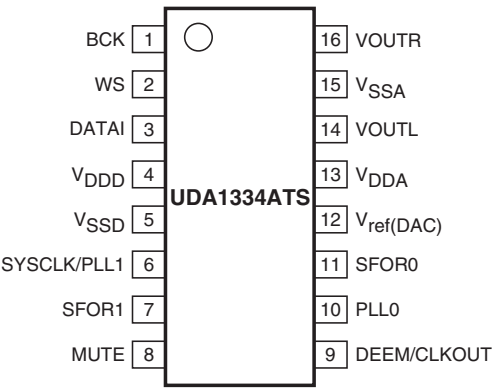 BCK 1 16 VOUTR
WS 2 15 VSSA
DATAI 3 14 VOUTL
VDDD 4 13 VDDA
UDA1334ATS
VSSD 5 12 Vref(DAC)
SYSCLK/PLL1 6 11 SFOR0
SFOR1 7 10 PLL0
MUTE 8 9 DEEM/CLKOUT